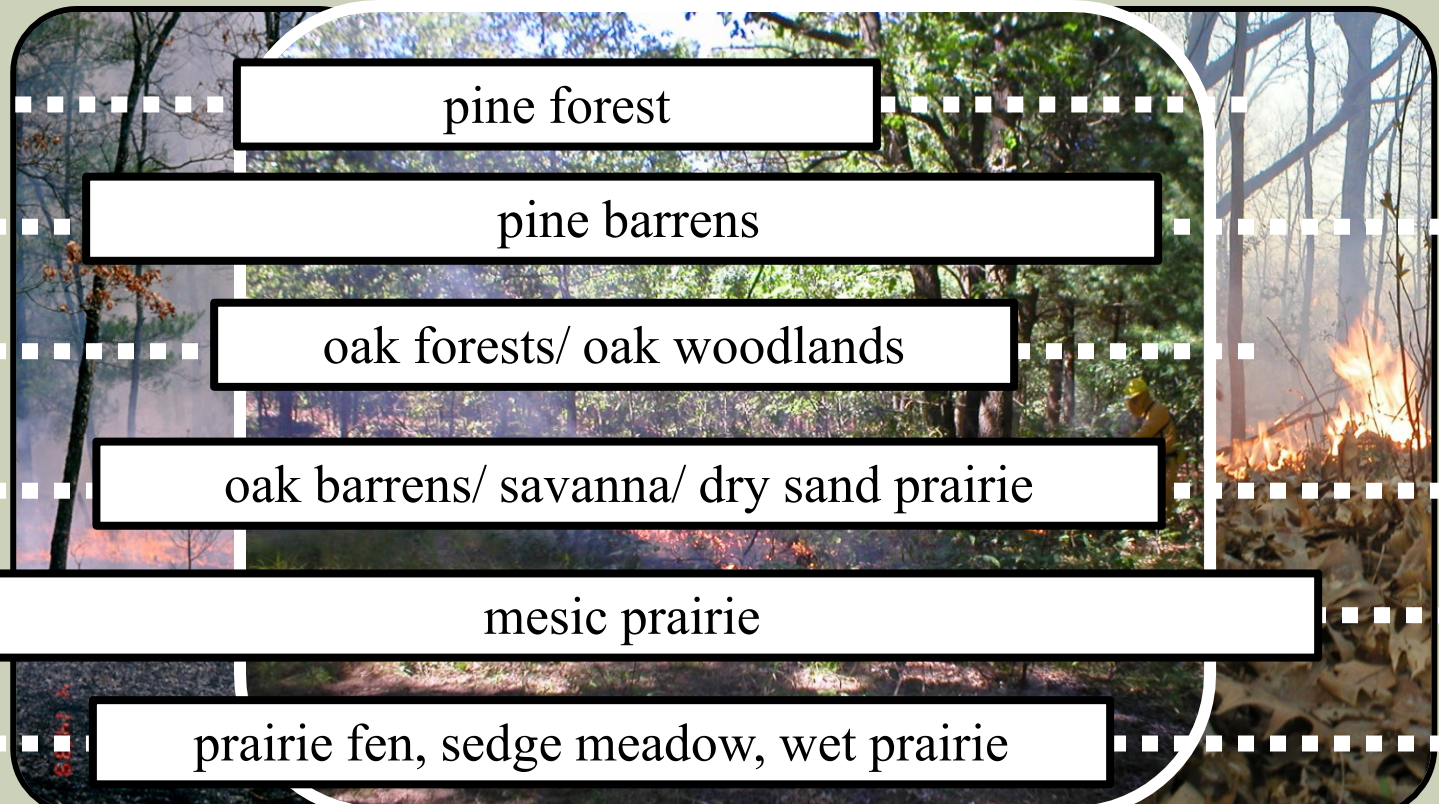 pine forest
pine barrens
oak forests/ oak woodlands
oak barrens/ savanna/ dry sand prairie
mesic prairie
prairie fen, sedge meadow, wet prairie